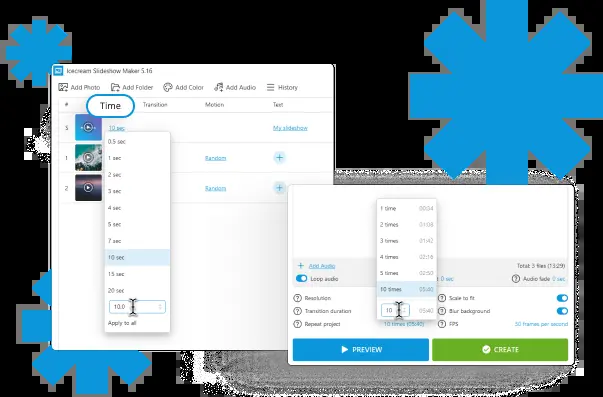 Icecream Slideshow Maker 5.16
Add Photo Add Folder Add Color Add Audio History
# Time Transition Motion Text
3 10 sec My slideshow
0.5 sec
1 1 sec Random +
2 sec
2 3 sec Random +
4 sec
5 sec
7 sec
10 sec
15 sec
20 sec
10.0
Apply to all
1 time 00:34
2 times 01:08
3 times 01:42
4 times 02:16
5 times 02:50
10 times 05:40
10 05:40
+ Add Audio Total: 3 files (13:29)
Loop audio 0 sec ? Audio fade 0 sec
? Resolution ? Scale to fit
? Transition duration ? Blur background
? Repeat project 10 times (05:40) ? FPS 30 frames per second
PREVIEW CREATE